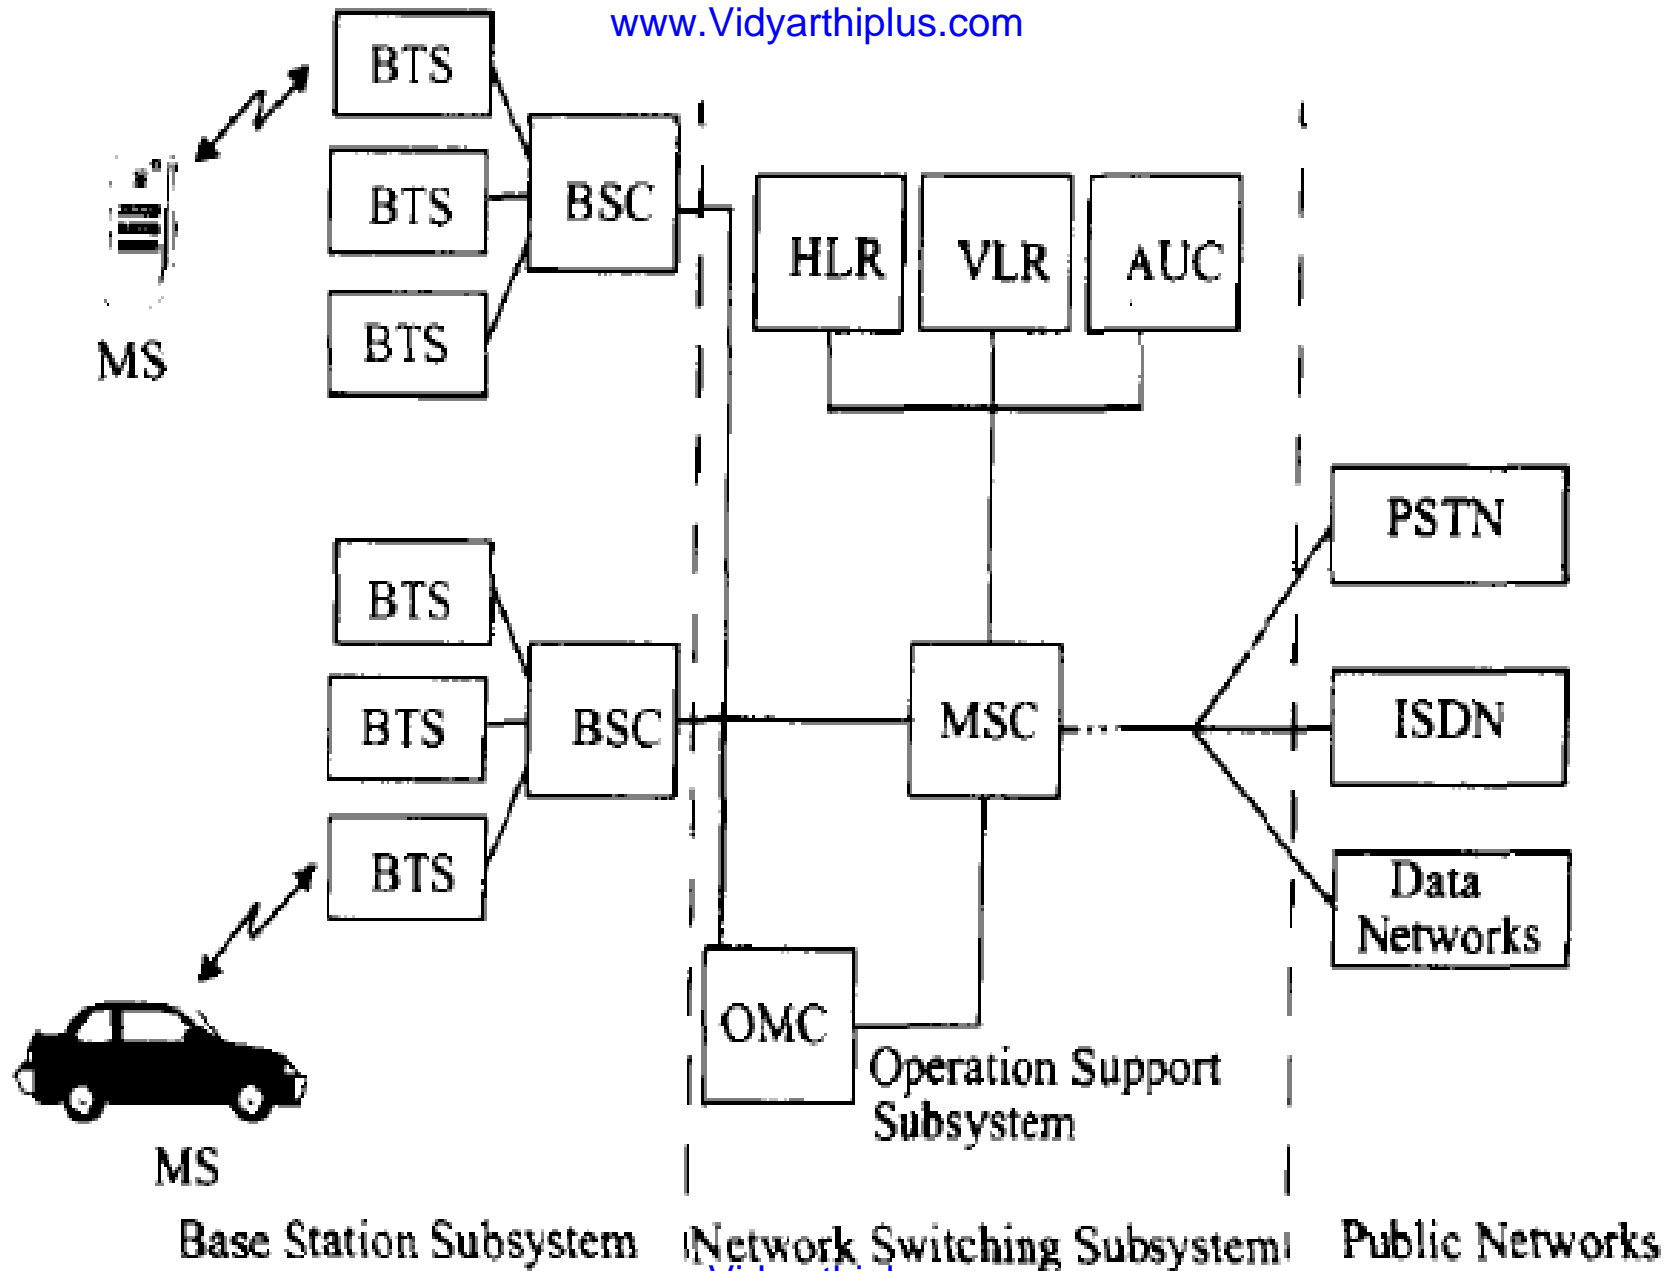 www.Vidyarthiplus.com
BTS
BTS
BSC
BTS
MS
HLR
VLR
AUC
PSTN
BTS
BTS
BSC
MSC
ISDN
BTS
Data
Networks
OMC
Operation Support
Subsystem
MS
Base Station Subsystem
Network Switching Subsystem
Public Networks